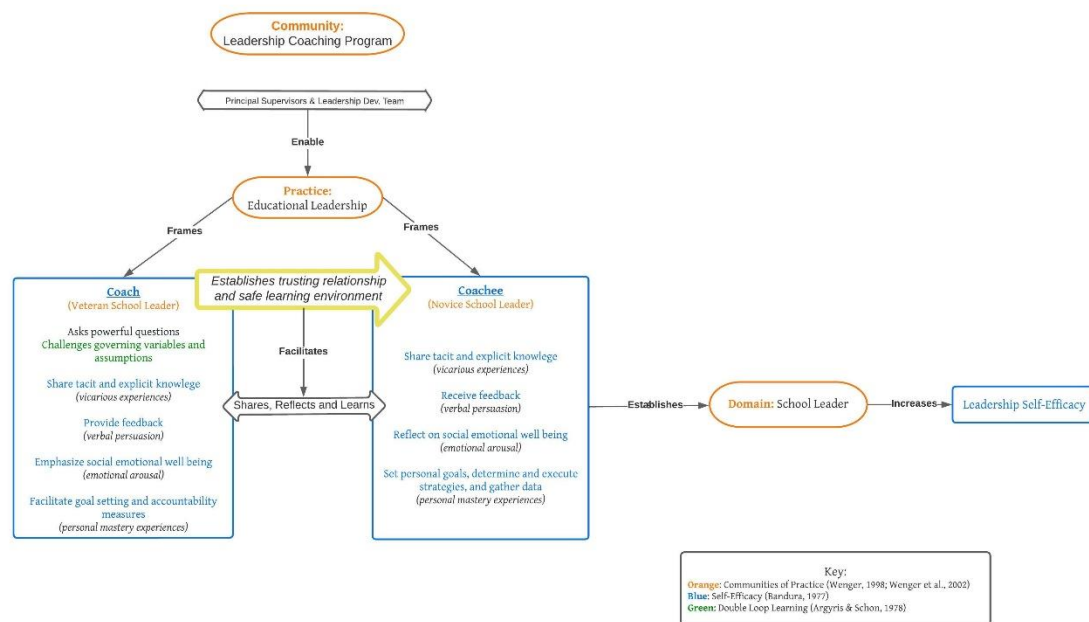 Community:
Leadership Coaching Program
Principal Supervisors & Leadership Dev. Team
Enable
Practice:
Educational Leadership
Frames
Frames
Coach
(Veteran School Leader)
Asks powerful questions
Challenges governing variables and
assumptions
Share tacit and explicit knowlege
(vicarious experiences)
Provide feedback
(verbal persuasion)
Emphasize social emotional well being
(emotional arousal)
Facilitate goal setting and accountability
measures
(personal mastery experiences)
Establishes trusting relationship
and safe learning environment
Facilitates
Shares, Reflects and Learns
Coachee
(Novice School Leader)
Share tacit and explicit knowlege
(vicarious experiences)
Receive feedback
(verbal persuasion)
Reflect on social emotional well being
(emotional arousal)
Set personal goals, determine and execute
strategies, and gather data
(personal mastery experiences)
Establishes
Domain: School Leader
Increases
Leadership Self-Efficacy
Key:
Orange: Communities of Practice (Wenger, 1998; Wenger et al., 2002)
Blue: Self-Efficacy (Bandura, 1977)
Green: Double Loop Learning (Argyris & Schon, 1978)